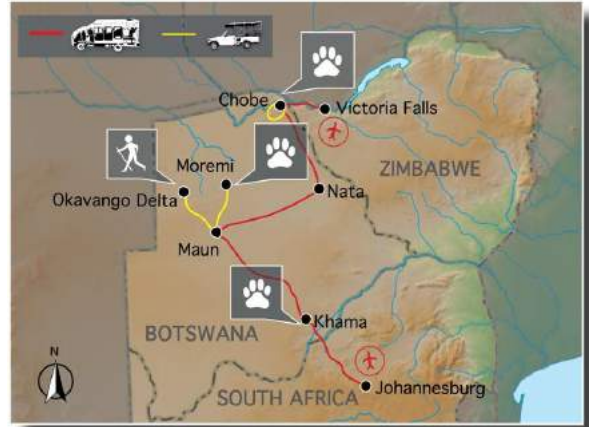 Chobe
Victoria Falls
Moremi
ZIMBABWE
Okavango Delta
Nata
Maun
Khama
BOTSWANA
N
Johannesburg
SOUTH AFRICA